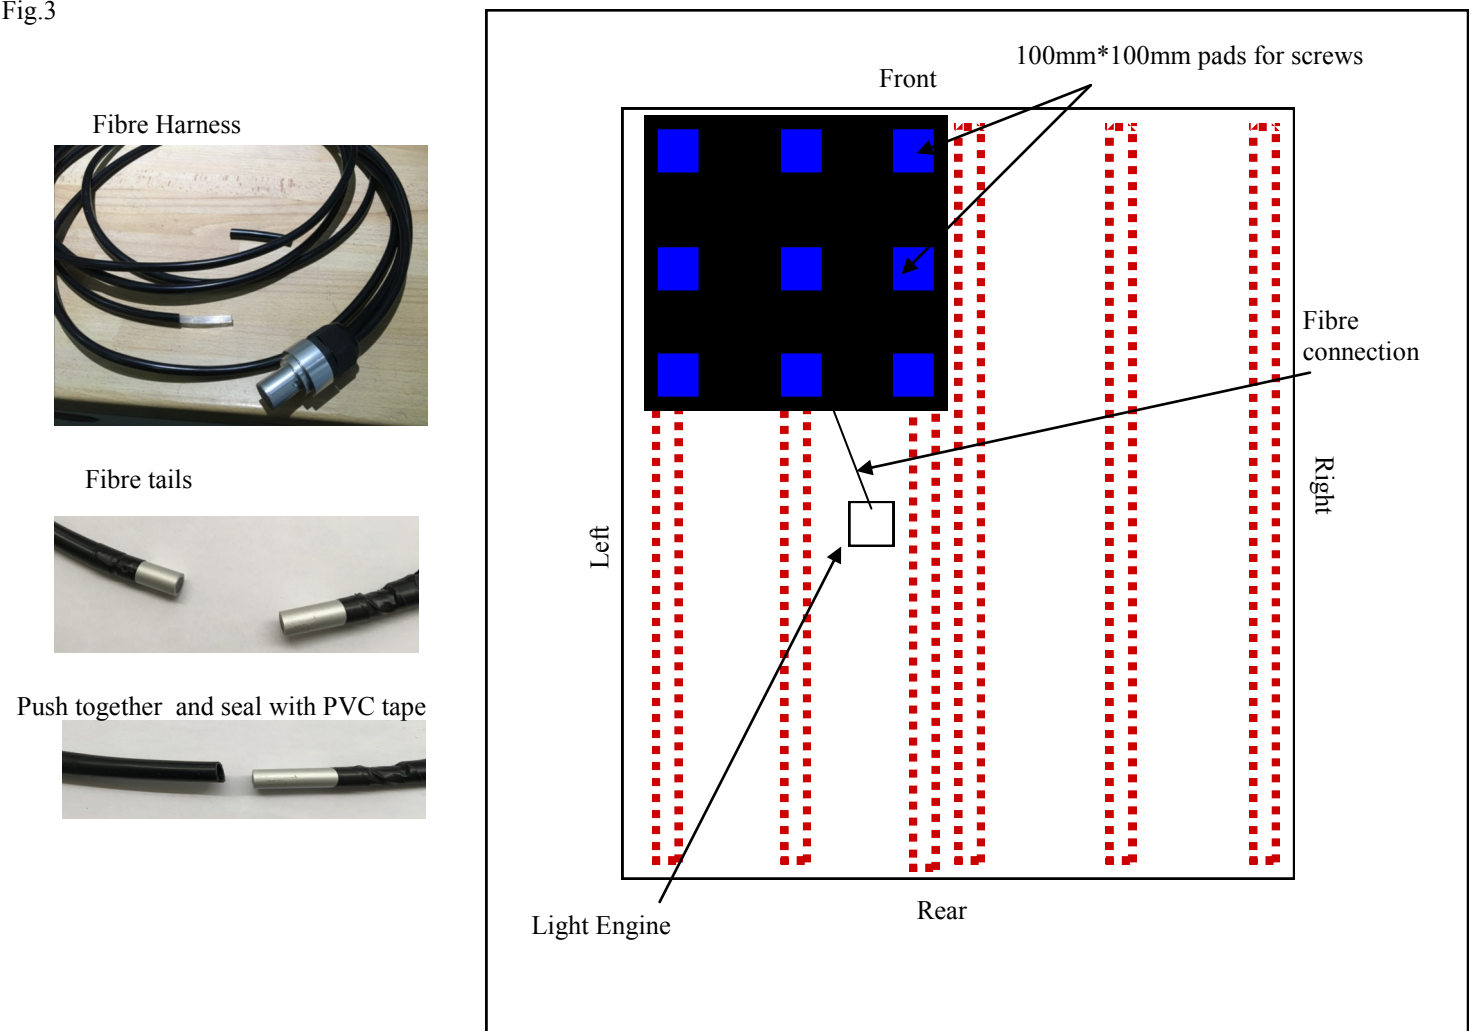 Fig.3
Fibre Harness
Fibre tails
Push together  and seal with PVC tape
100mm*100mm pads for screws
Front
Fibre
connection
Right
Left
Light Engine
Rear